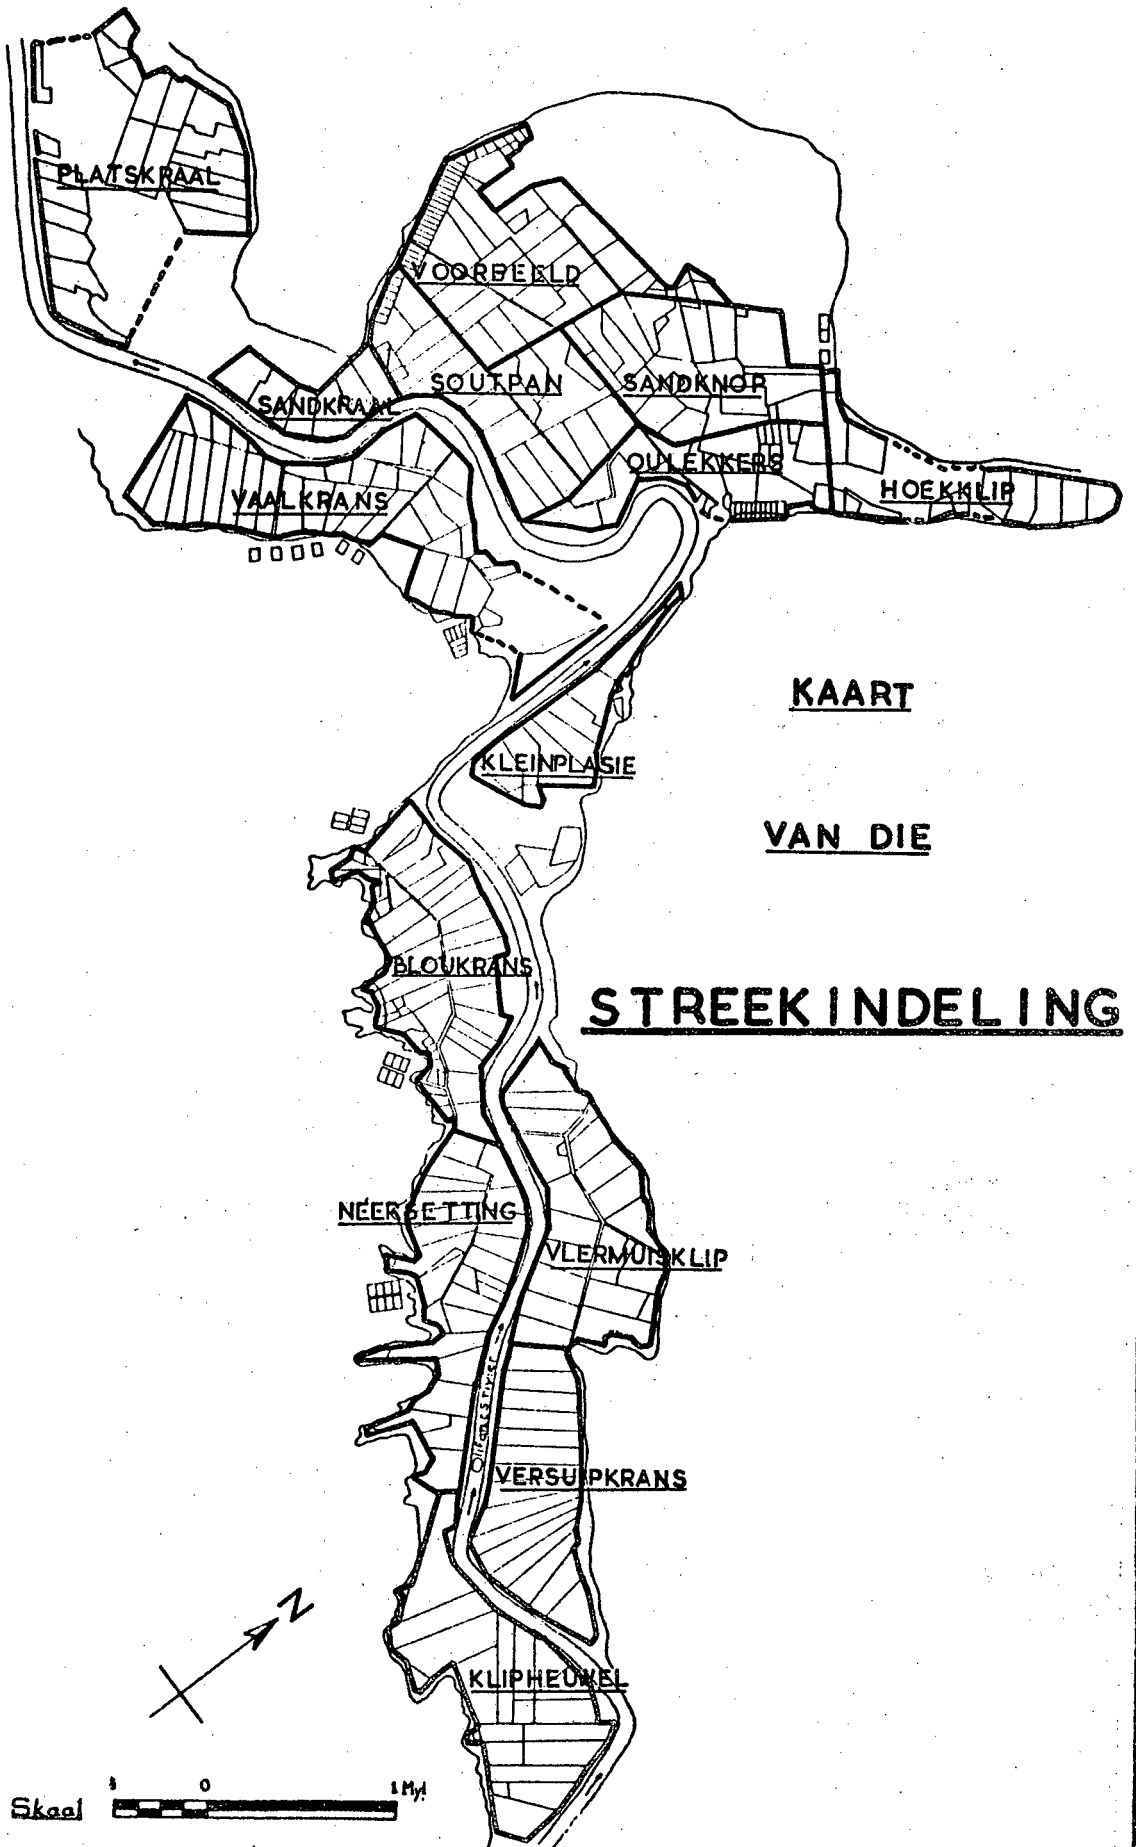 PLATSKRAAL
VOORBEELD
SOUTPAN
SANDKNOP
SANDKRAAL
OULEKKERS
HOEKKLIP
VAALKRANS
KAART
KLEINPLASIE
VAN DIE
BLOUKRANS
STREEKINDELING
NEERSETTING
VLERMUISKLIP
Olifantsrivier
VERSUIPKRANS
N
KLIPHEUWEL
0 1 Myl
Skaal